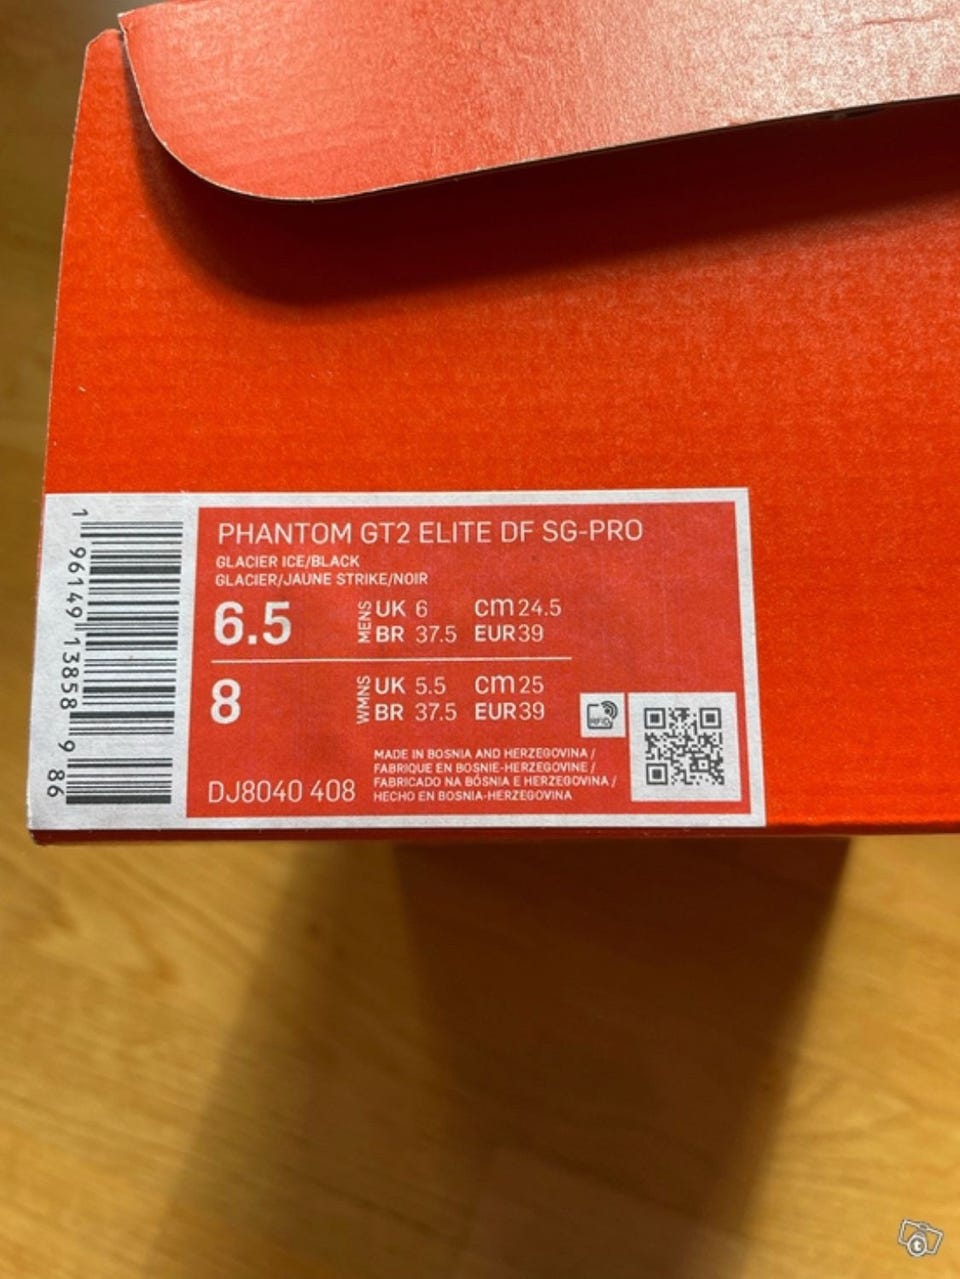 PHANTOM GT2 ELITE DF SG-PRO
GLACIER ICE/BLACK
GLACIER/JAUNE STRIKE/NOIR
6.5 MENS UK 6 CM 24.5
BR 37.5 EUR 39
8 WMNS UK 5.5 CM 25
BR 37.5 EUR 39
RFID
MADE IN BOSNIA AND HERZEGOVINA /
FABRIQUE EN BOSNIE-HERZEGOVINE /
FABRICADO NA BÓSNIA E HERZEGOVINA /
HECHO EN BOSNIA-HERZEGOVINA
DJ8040 408
1 96149 13858 9 86
t